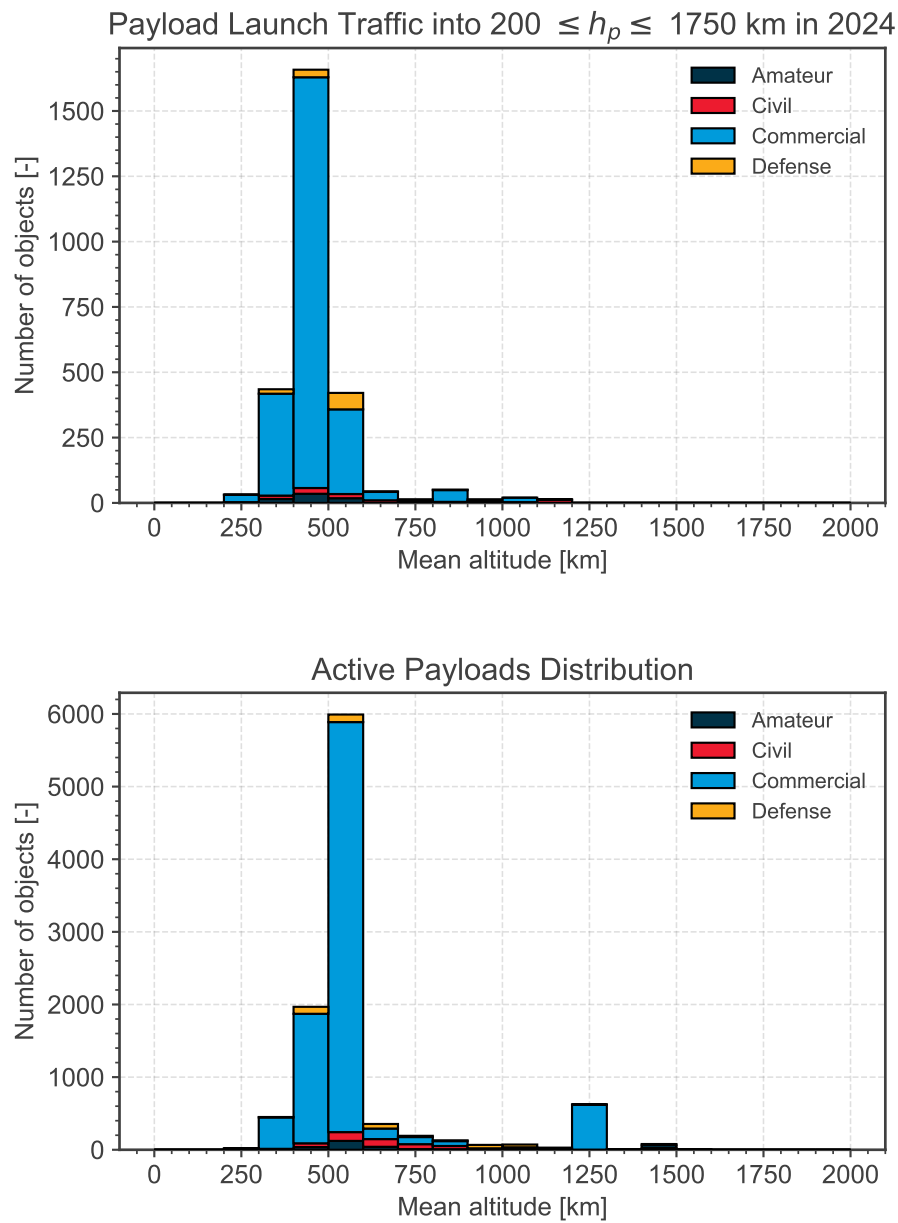 Payload Launch Traffic into 200 ≤ hₚ ≤ 1750 km in 2024
Amateur
Civil
Commercial
Defense
Number of objects [-]
1500
1250
1000
750
500
250
0
0 250 500 750 1000 1250 1500 1750 2000
Mean altitude [km]
Active Payloads Distribution
Amateur
Civil
Commercial
Defense
Number of objects [-]
6000
5000
4000
3000
2000
1000
0
0 250 500 750 1000 1250 1500 1750 2000
Mean altitude [km]